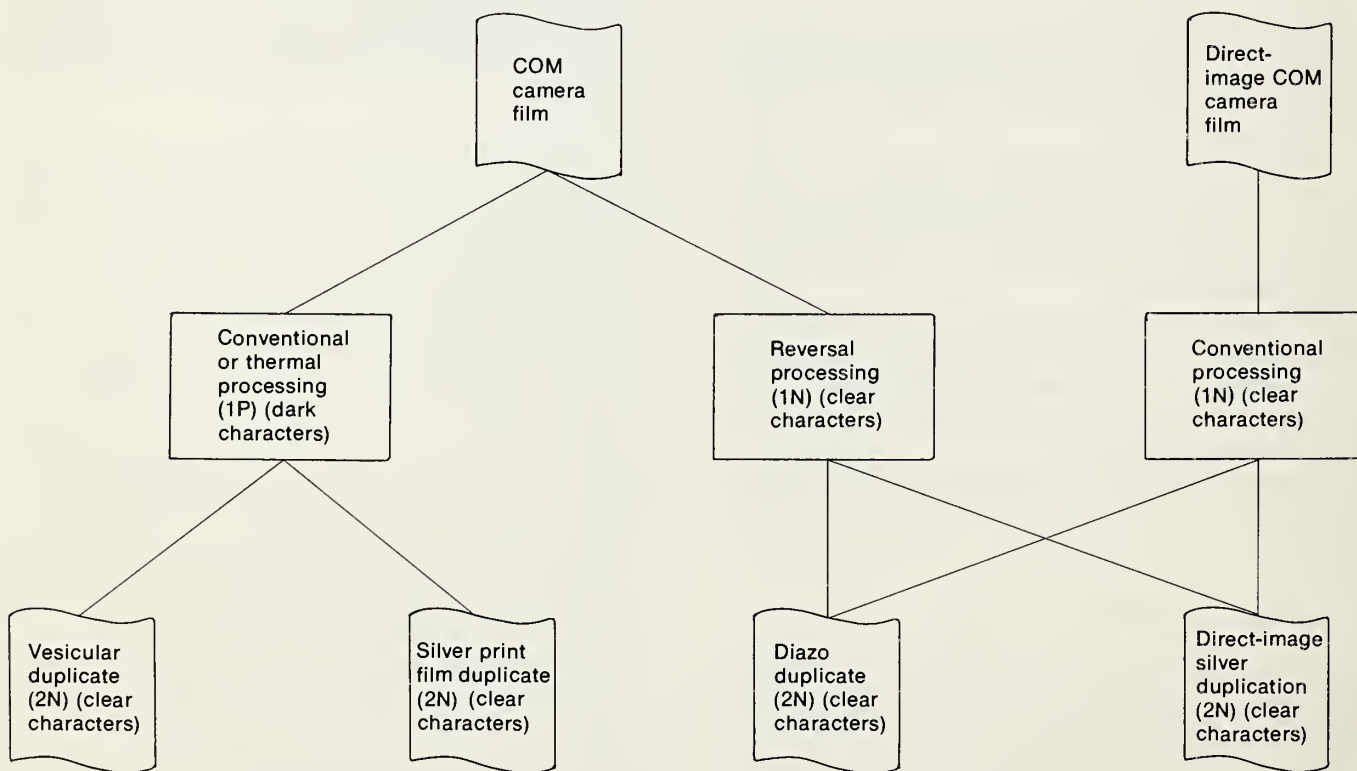 COM
camera
film
Direct-
image COM
camera
film
Conventional
or thermal
processing
(1P) (dark
characters)
Reversal
processing
(1N) (clear
characters)
Conventional
processing
(1N) (clear
characters)
Vesicular
duplicate
(2N) (clear
characters)
Silver print
film duplicate
(2N) (clear
characters)
Diazo
duplicate
(2N) (clear
characters)
Direct-image
silver
duplication
(2N) (clear
characters)